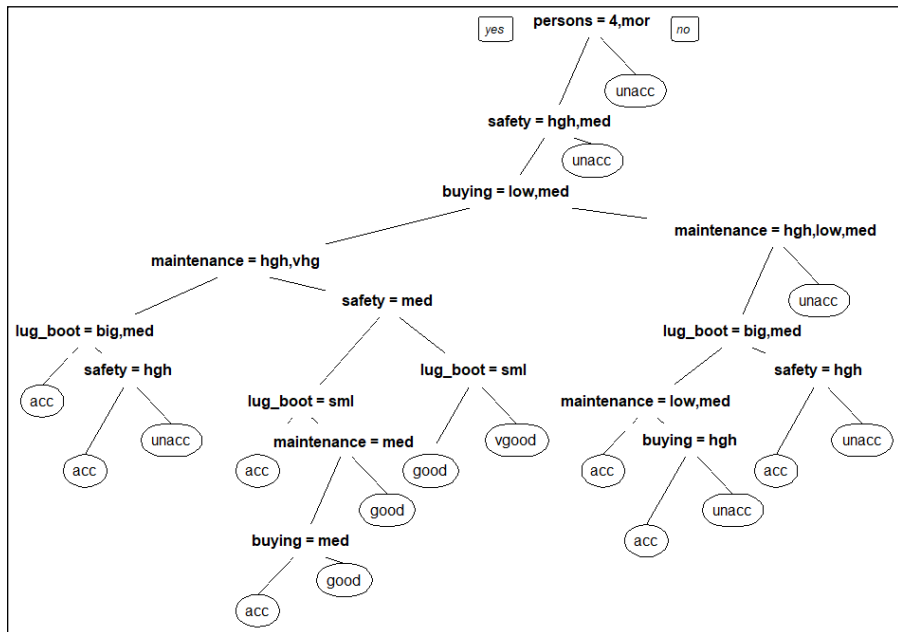 yes persons = 4,mor no
unacc
safety = hgh,med
unacc
buying = low,med
maintenance = hgh,low,med
maintenance = hgh,vhg
safety = med
unacc
lug_boot = big,med
lug_boot = big,med
safety = hgh
lug_boot = sml
safety = hgh
acc
lug_boot = sml
maintenance = low,med
unacc
maintenance = med
vgood
buying = hgh
unacc
acc
acc
good
acc
acc
good
unacc
buying = med
acc
good
acc